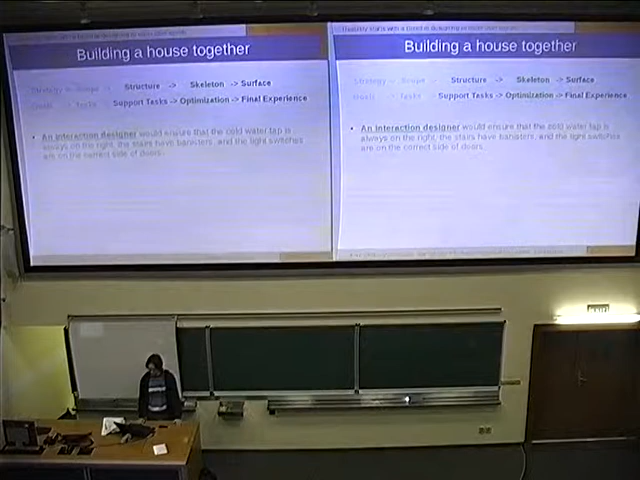 Building a house together
Strategy -> Scope -> Structure -> Skeleton -> Surface
Goals -> Tasks -> Support Tasks -> Optimization -> Final Experience
• An interaction designer would ensure that the cold water tap is
always on the right, the stairs have banisters, and the light switches
are on the correct side of doors.
Building a house together
Strategy -> Scope -> Structure -> Skeleton -> Surface
Goals -> Tasks -> Support Tasks -> Optimization -> Final Experience
• An interaction designer would ensure that the cold water tap is
always on the right, the stairs have banisters, and the light switches
are on the correct side of doors.